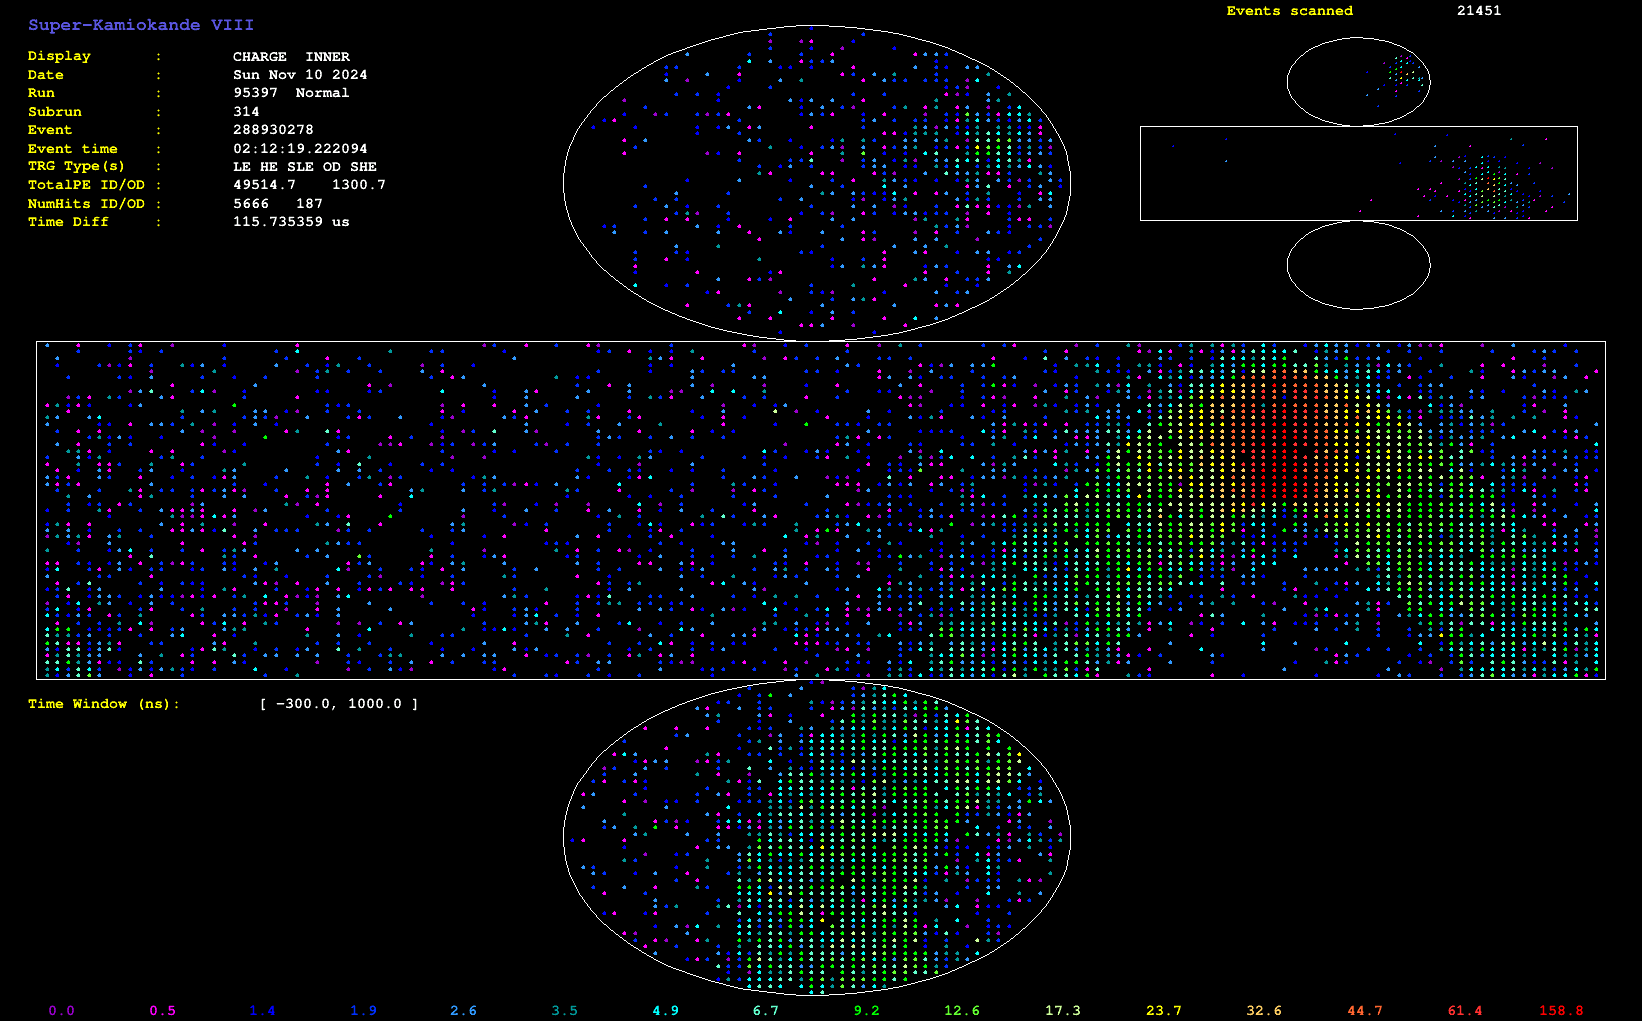 Super-Kamiokande VIII
Events scanned 21451
Display : CHARGE INNER
Date : Sun Nov 10 2024
Run : 95397 Normal
Subrun : 314
Event : 288930278
Event time : 02:12:19.222094
TRG Type(s) : LE HE SLE OD SHE
TotalPE ID/OD : 49514.7 1300.7
NumHits ID/OD : 5666 187
Time Diff : 115.735359 us
Time Window (ns): [ -300.0, 1000.0 ]
0.0 0.5 1.4 1.9 2.6 3.5 4.9 6.7 9.2 12.6 17.3 23.7 32.6 44.7 61.4 158.8